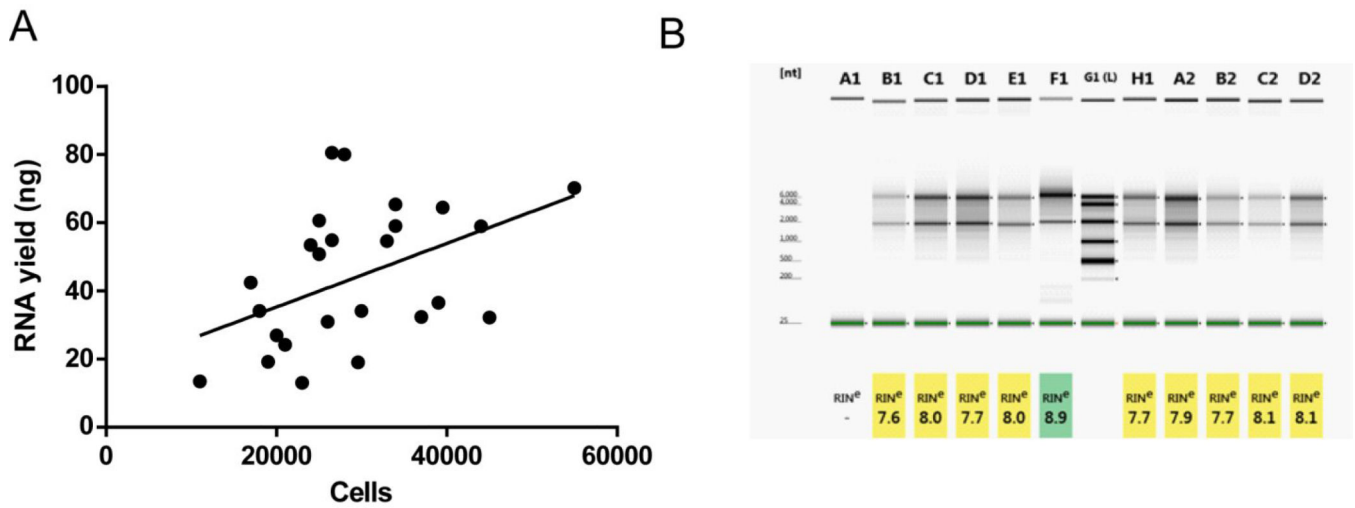 A
RNA yield (ng)
100
80
60
40
20
0
0 20000 40000 60000
Cells
B
[nt] A1 B1 C1 D1 E1 F1 G1 (L) H1 A2 B2 C2 D2
6,000
4,000
2,000
1,000
500
200
25
RINe RINe RINe RINe RINe RINe RINe RINe RINe RINe RINe
- 7.6 8.0 7.7 8.0 8.9 7.7 7.9 7.7 8.1 8.1